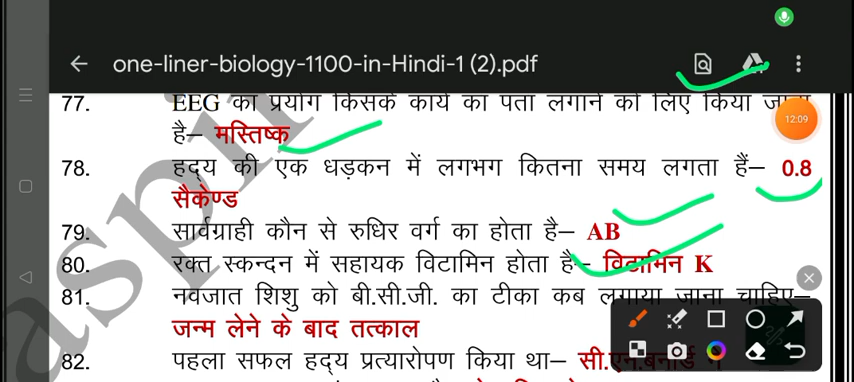 one-liner-biology-1100-in-Hindi-1 (2).pdf
77. EEG का प्रयोग किसके कार्य का पता लगाने को लिए किया
12:09
है– मस्तिष्क
78. हद्य की एक धड़कन में लगभग कितना समय लगता हैं– 0.8
सैकेण्ड
79. सार्वग्राही कौन से रुधिर वर्ग का होता है– AB
80. रक्त स्कन्दन में सहायक विटामिन होता है– विटामिन K
81. नवजात शिशु को बी.सी.जी. का टीका कब लगाया जाना चाहिए–
जन्म लेने के बाद तत्काल
82. पहला सफल हद्य प्रत्यारोपण किया था–